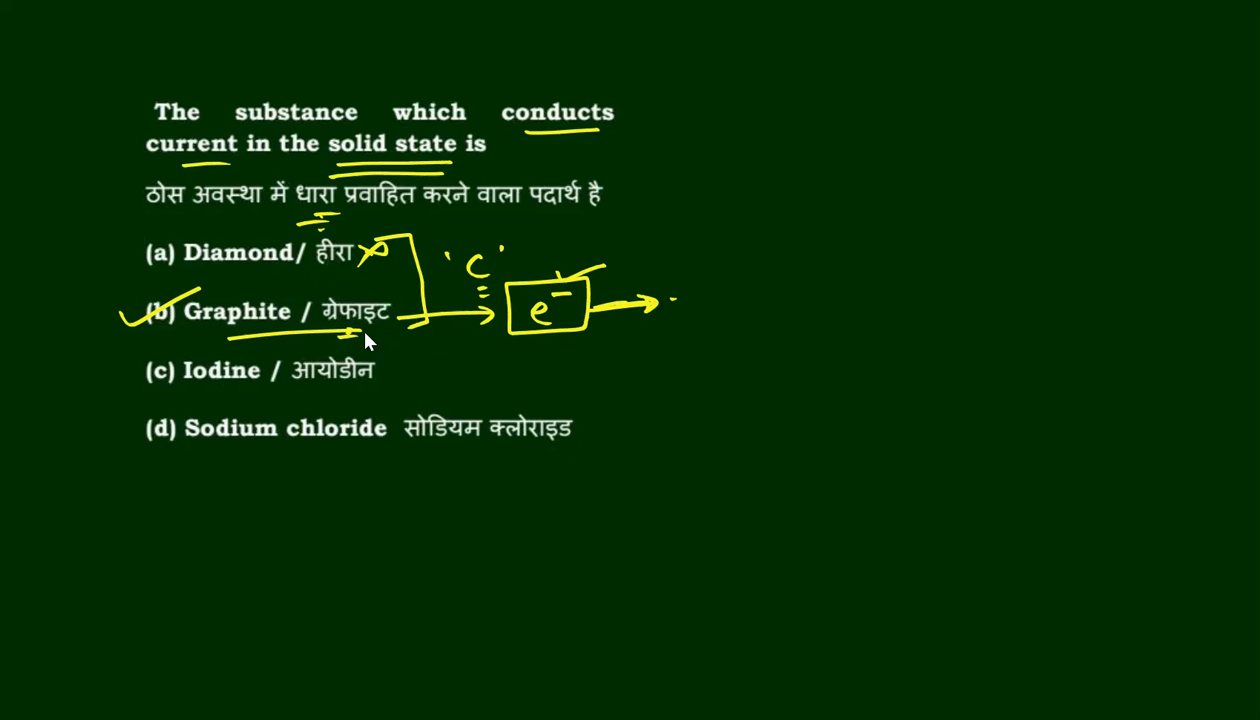 The substance which conducts
current in the solid state is
ठोस अवस्था में धारा प्रवाहित करने वाला पदार्थ है
(a) Diamond/ हीरा
'C'
(b) Graphite / ग्रेफाइट
e⁻
(c) Iodine / आयोडीन
(d) Sodium chloride सोडियम क्लोराइड